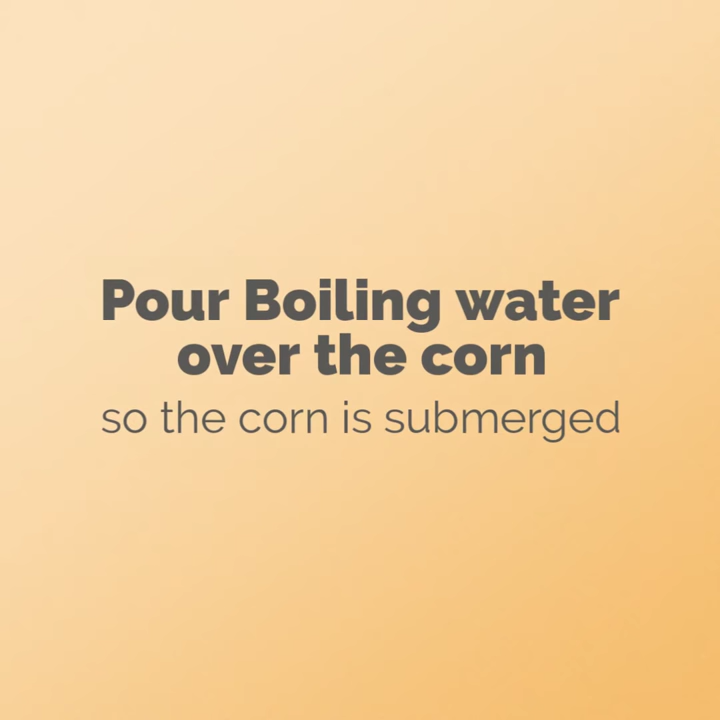 Pour Boiling water
over the corn
so the corn is submerged